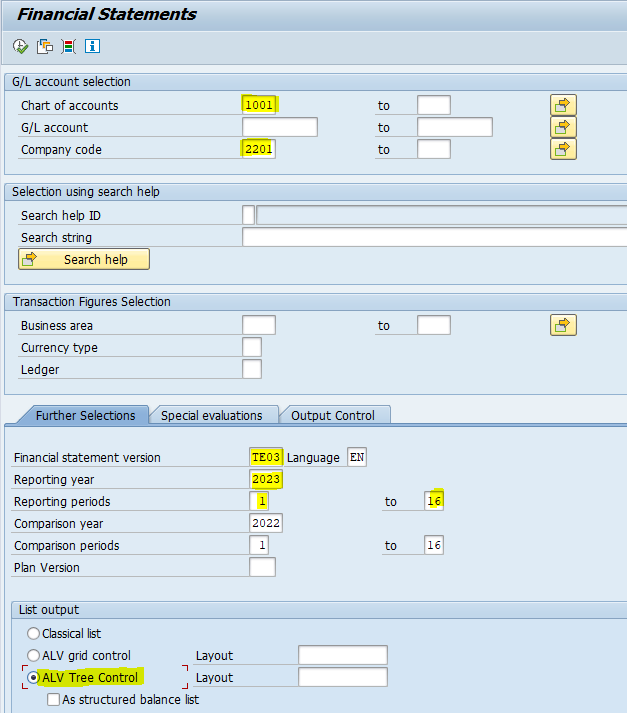 Financial Statements
G/L account selection
Chart of accounts 1001 to
G/L account to
Company code 2201 to
Selection using search help
Search help ID
Search string
Search help
Transaction Figures Selection
Business area to
Currency type
Ledger
Further Selections Special evaluations Output Control
Financial statement version TE03 Language EN
Reporting year 2023
Reporting periods 1 to 16
Comparison year 2022
Comparison periods 1 to 16
Plan Version
List output
Classical list
ALV grid control Layout
ALV Tree Control Layout
As structured balance list